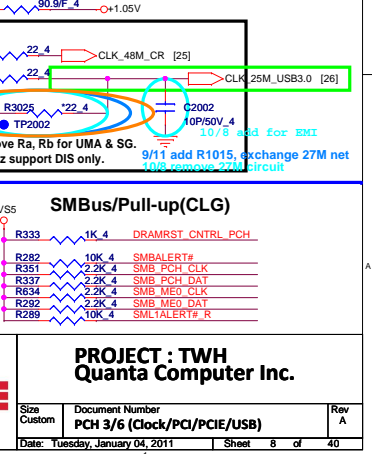 90.9/F_4
+1.05V
22_4
CLK_48M_CR [25]
22_4
CLK_25M_USB3.0 [26]
R3025
*22_4
C2002
TP2002
10P/50V_4
10/8 add for EMI
ve Ra, Rb for UMA & SG.
z support DIS only.
9/11 add R1015, exchange 27M net
10/8 remove 27M circuit
/S5
SMBus/Pull-up(CLG)
R333 1K_4 DRAMRST_CNTRL_PCH
R282 10K_4 SMBALERT#
R351 2.2K_4 SMB_PCH_CLK
R337 2.2K_4 SMB_PCH_DAT
R634 2.2K_4 SMB_ME0_CLK
R292 2.2K_4 SMB_ME0_DAT
R289 10K_4 SML1ALERT#_R
A
PROJECT : TWH
Quanta Computer Inc.
Size Document Number Rev
Custom PCH 3/6 (Clock/PCI/PCIE/USB) A
Date: Tuesday, January 04, 2011 Sheet 8 of 40